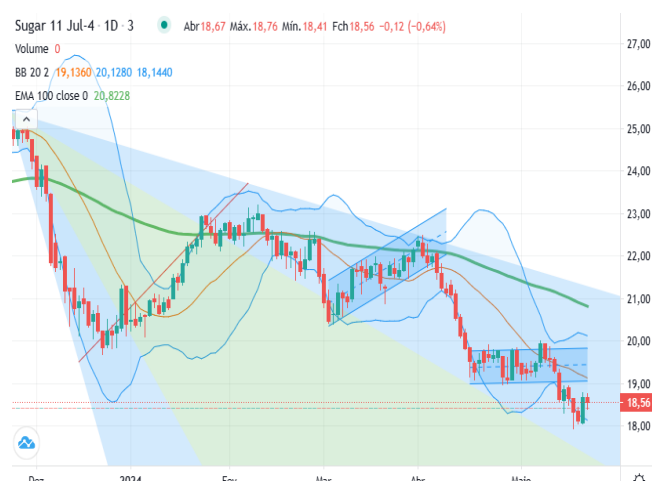 Sugar 11 Jul-4 · 1D · 3 Abr18,67 Máx.18,76 Mín.18,41 Fch18,56 −0,12 (−0,64%)
Volume 0
BB 20 2 19,1360 20,1280 18,1440
EMA 100 close 0 20,8228
27,00
26,00
25,00
24,00
23,00
22,00
21,00
20,00
19,00
18,56
18,00
Dez 2024 Fev Mar Abr Maio